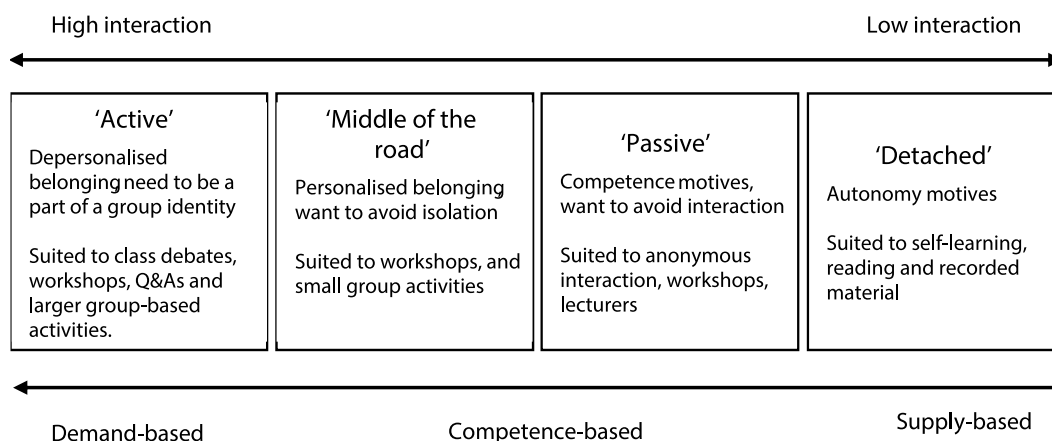 High interaction
Low interaction
‘Active’
Depersonalised
belonging, need to be a
part of a group identity
Suited to class debates,
workshops, Q&As and
larger group-based
activities.
‘Middle of the
road’
Personalised belonging,
want to avoid isolation
Suited to workshops, and
small group activities
‘Passive’
Competence motives,
want to avoid interaction
Suited to anonymous
interaction, workshops,
lecturers
‘Detached’
Autonomy motives
Suited to self-learning,
reading and recorded
material
Demand-based
Competence-based
Supply-based